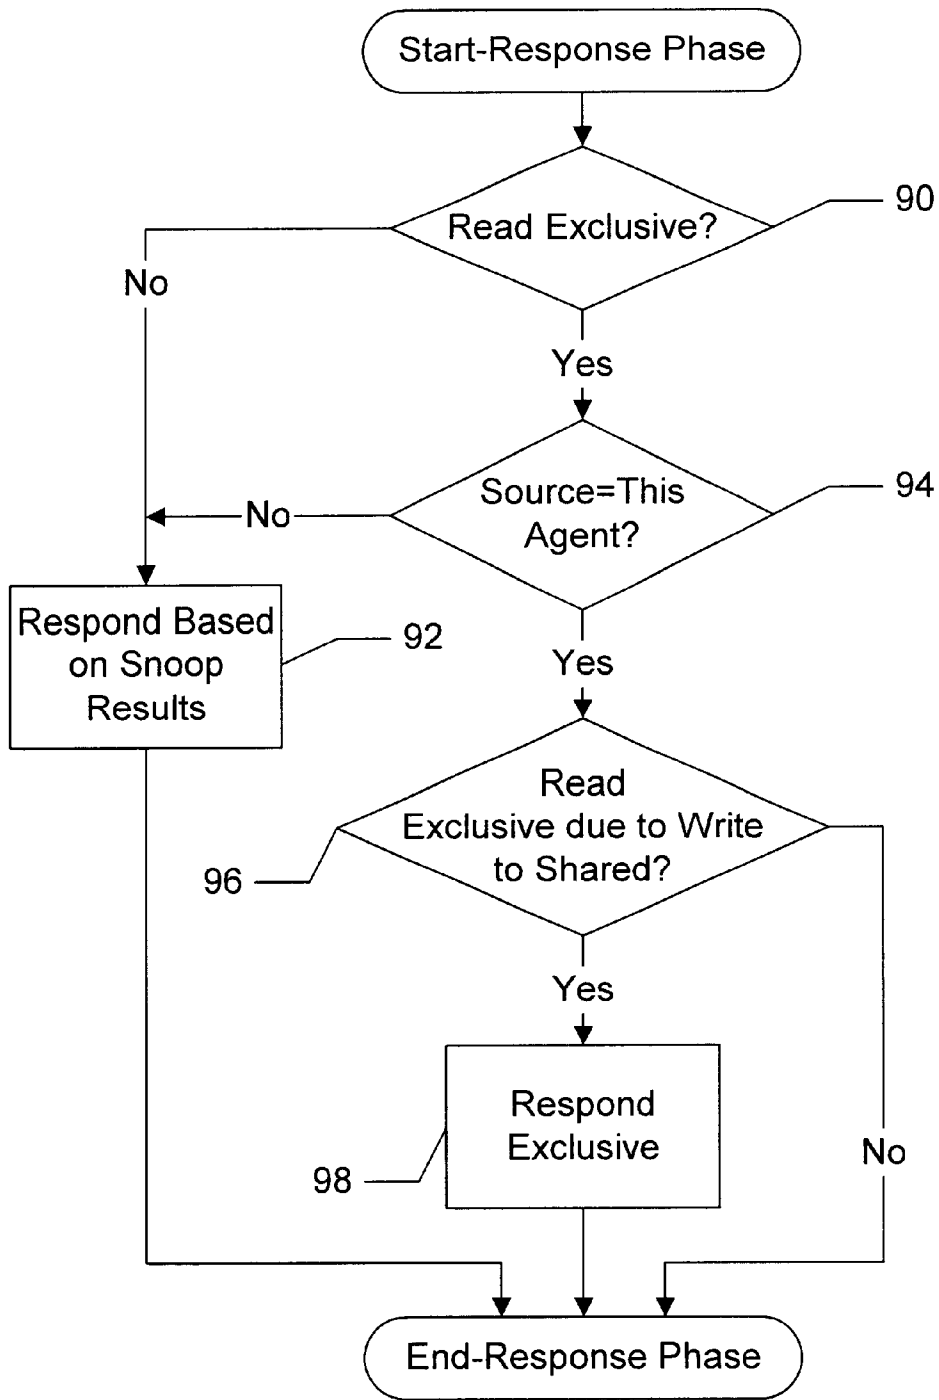 Start-Response Phase
Read Exclusive?
90
No
Yes
Source=This
Agent?
94
No
Respond Based
on Snoop
Results
92
Yes
Read
Exclusive due to Write
to Shared?
96
Yes
Respond
Exclusive
98
No
End-Response Phase